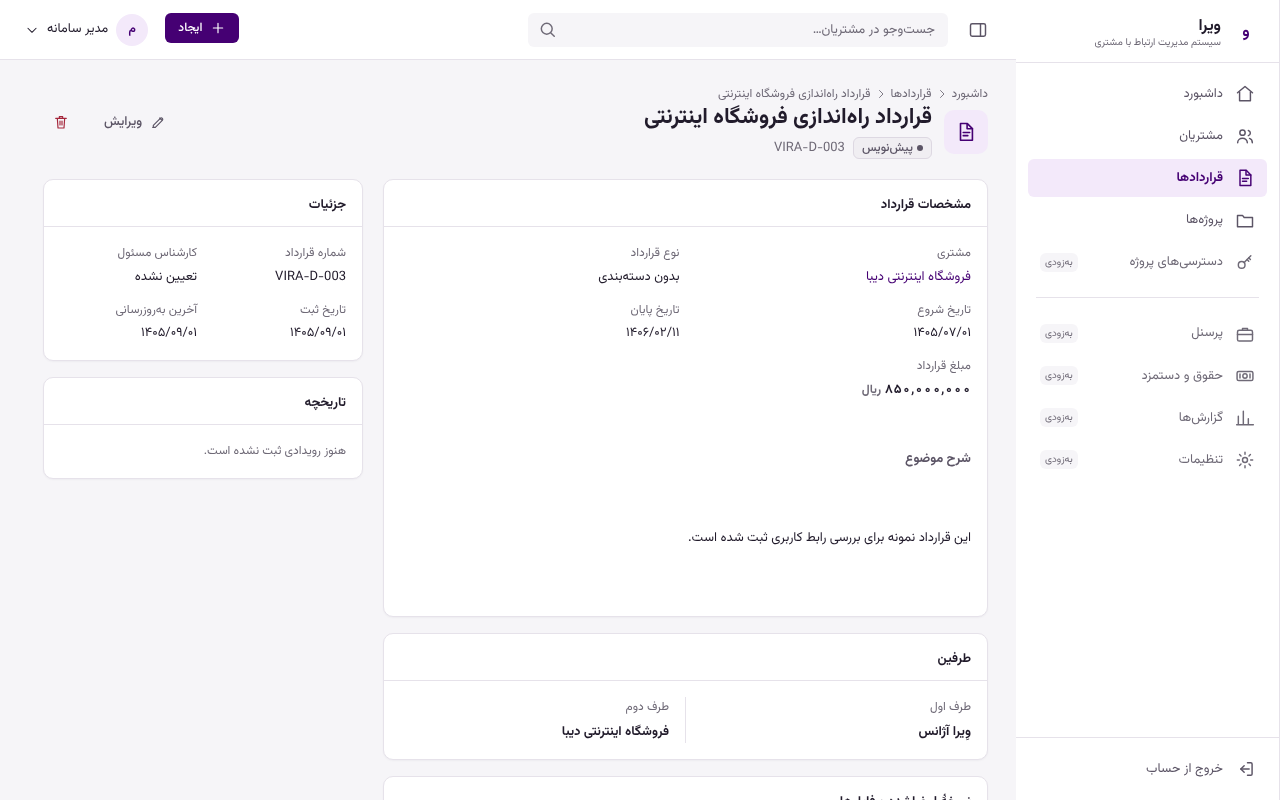 و
ویرا
سیستم مدیریت ارتباط با مشتری
جست‌وجو در مشتریان...
ایجاد
م
مدیر سامانه
داشبورد
مشتریان
قراردادها
پروژه‌ها
دسترسی‌های پروژه
به‌زودی
پرسنل
به‌زودی
حقوق و دستمزد
به‌زودی
گزارش‌ها
به‌زودی
تنظیمات
به‌زودی
خروج از حساب
داشبورد
قراردادها
قرارداد راه‌اندازی فروشگاه اینترنتی
قرارداد راه‌اندازی فروشگاه اینترنتی
پیش‌نویس
VIRA-D-003
ویرایش
مشخصات قرارداد
مشتری
فروشگاه اینترنتی دیبا
نوع قرارداد
بدون دسته‌بندی
تاریخ شروع
۱۴۰۵/۰۷/۰۱
تاریخ پایان
۱۴۰۶/۰۲/۱۱
مبلغ قرارداد
۸۵۰,۰۰۰,۰۰۰ ریال
شرح موضوع
این قرارداد نمونه برای بررسی رابط کاربری ثبت شده است.
طرفین
طرف اول
ویرا آژانس
طرف دوم
فروشگاه اینترنتی دیبا
جزئیات
شماره قرارداد
VIRA-D-003
کارشناس مسئول
تعیین نشده
تاریخ ثبت
۱۴۰۵/۰۹/۰۱
آخرین به‌روزرسانی
۱۴۰۵/۰۹/۰۱
تاریخچه
هنوز رویدادی ثبت نشده است.